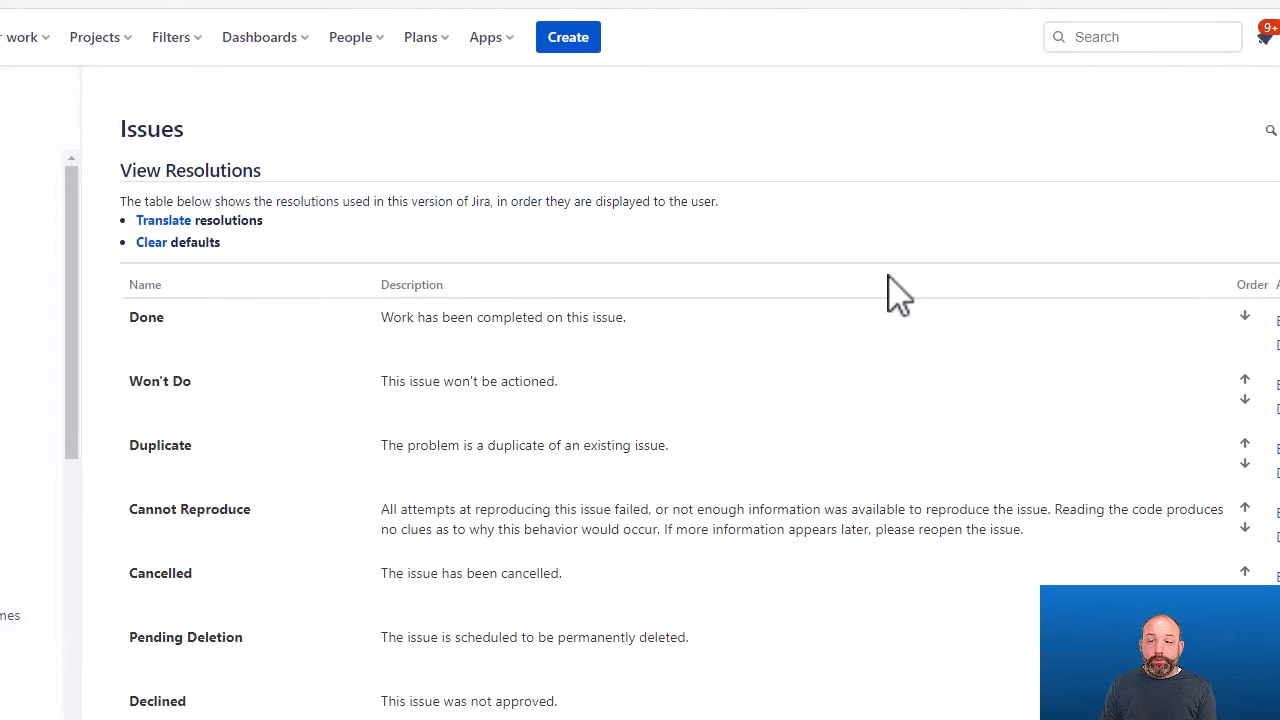 work Projects Filters Dashboards People Plans Apps Create Search 9+
Issues
View Resolutions
The table below shows the resolutions used in this version of Jira, in order they are displayed to the user.
• Translate resolutions
• Clear defaults
Name Description Order
Done Work has been completed on this issue.
Won't Do This issue won't be actioned.
Duplicate The problem is a duplicate of an existing issue.
Cannot Reproduce All attempts at reproducing this issue failed, or not enough information was available to reproduce the issue. Reading the code produces
no clues as to why this behavior would occur. If more information appears later, please reopen the issue.
Cancelled The issue has been cancelled.
mes
Pending Deletion The issue is scheduled to be permanently deleted.
Declined This issue was not approved.